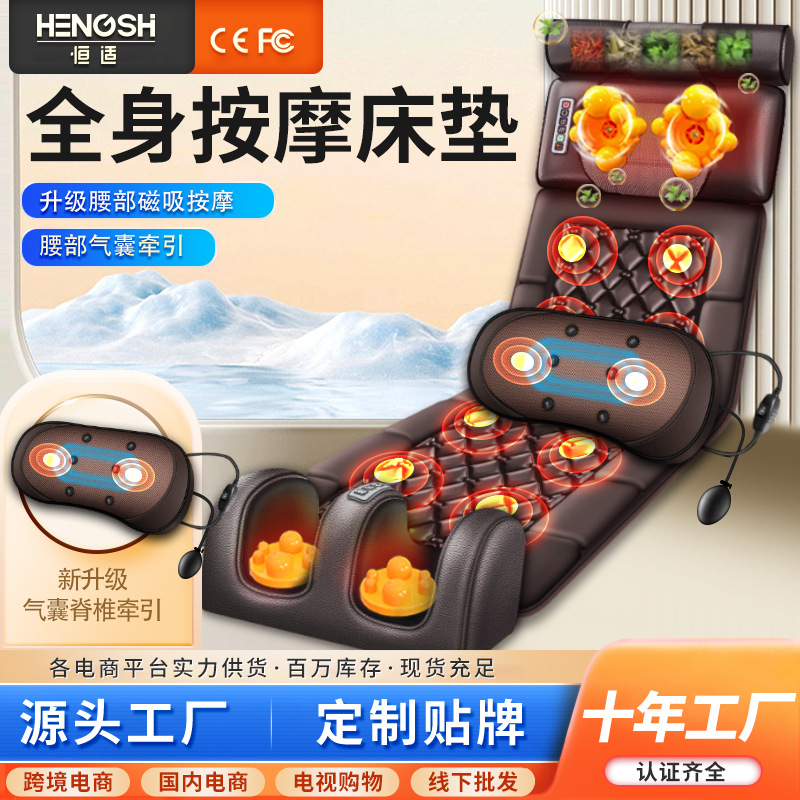 HENGSH
恒适
CE FC
全身按摩床垫
升级腰部磁吸按摩
腰部气囊牵引
新升级
气囊脊椎牵引
各电商平台实力供货·百万库存·现货充足
源头工厂
定制贴牌
十年工厂
认证齐全
跨境电商
国内电商
电视购物
线下批发